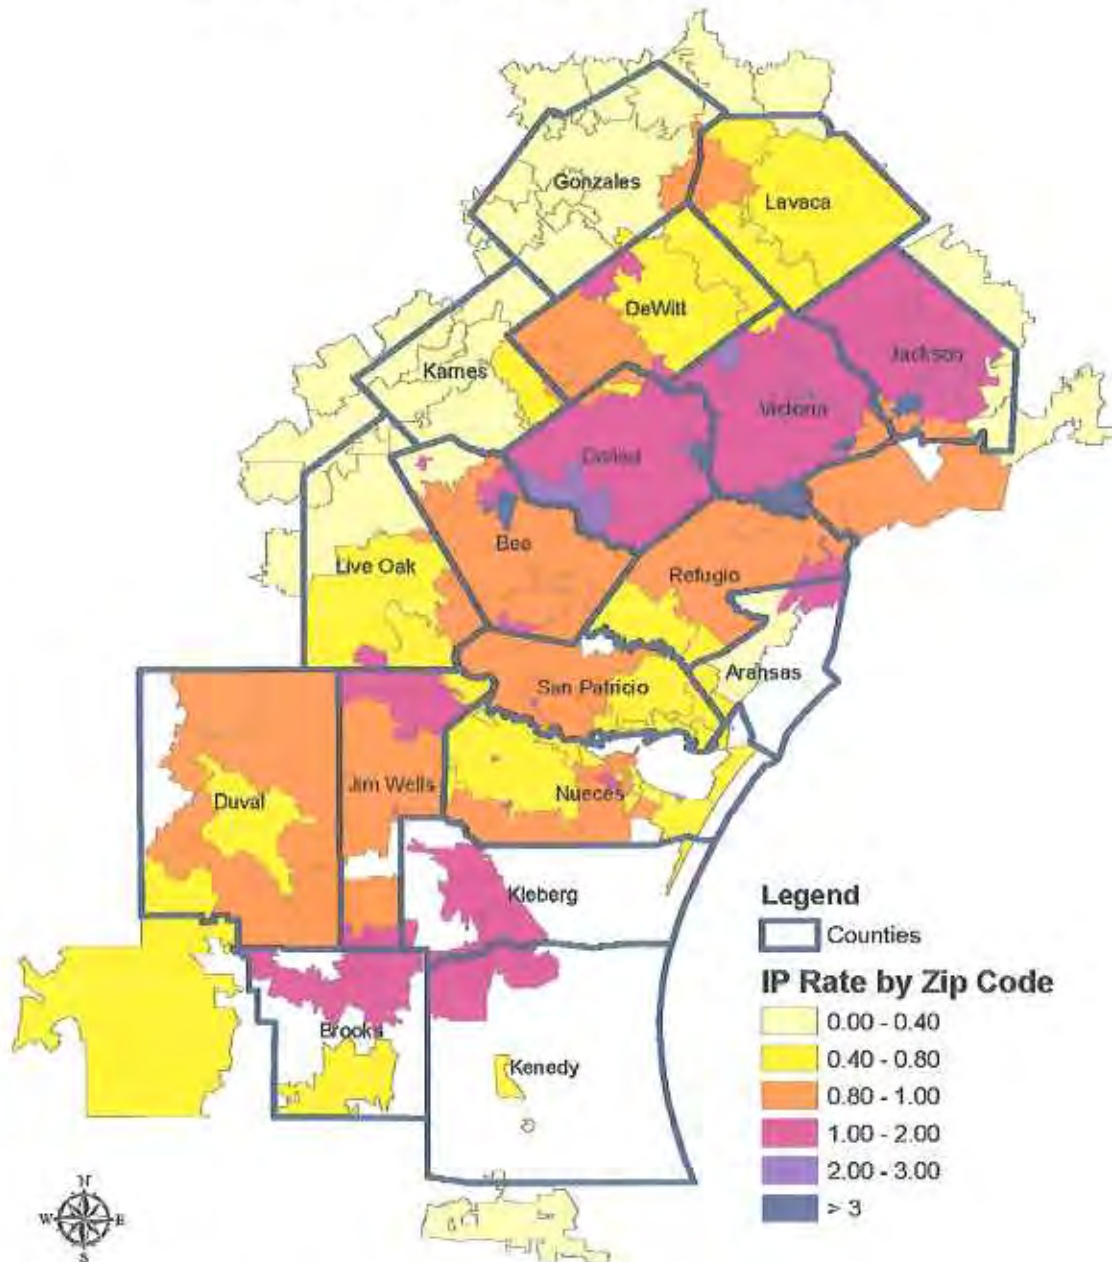 Gonzales
Lavaca
DeWitt
Karnes
Jackson
Victoria
Goliad
Bee
Live Oak
Refugio
Aransas
San Patricio
Jim Wells
Duval
Nueces
Kleberg
Brooks
Kenedy
Legend
Counties
IP Rate by Zip Code
0.00 - 0.40
0.40 - 0.80
0.80 - 1.00
1.00 - 2.00
2.00 - 3.00
> 3
N
W E
S